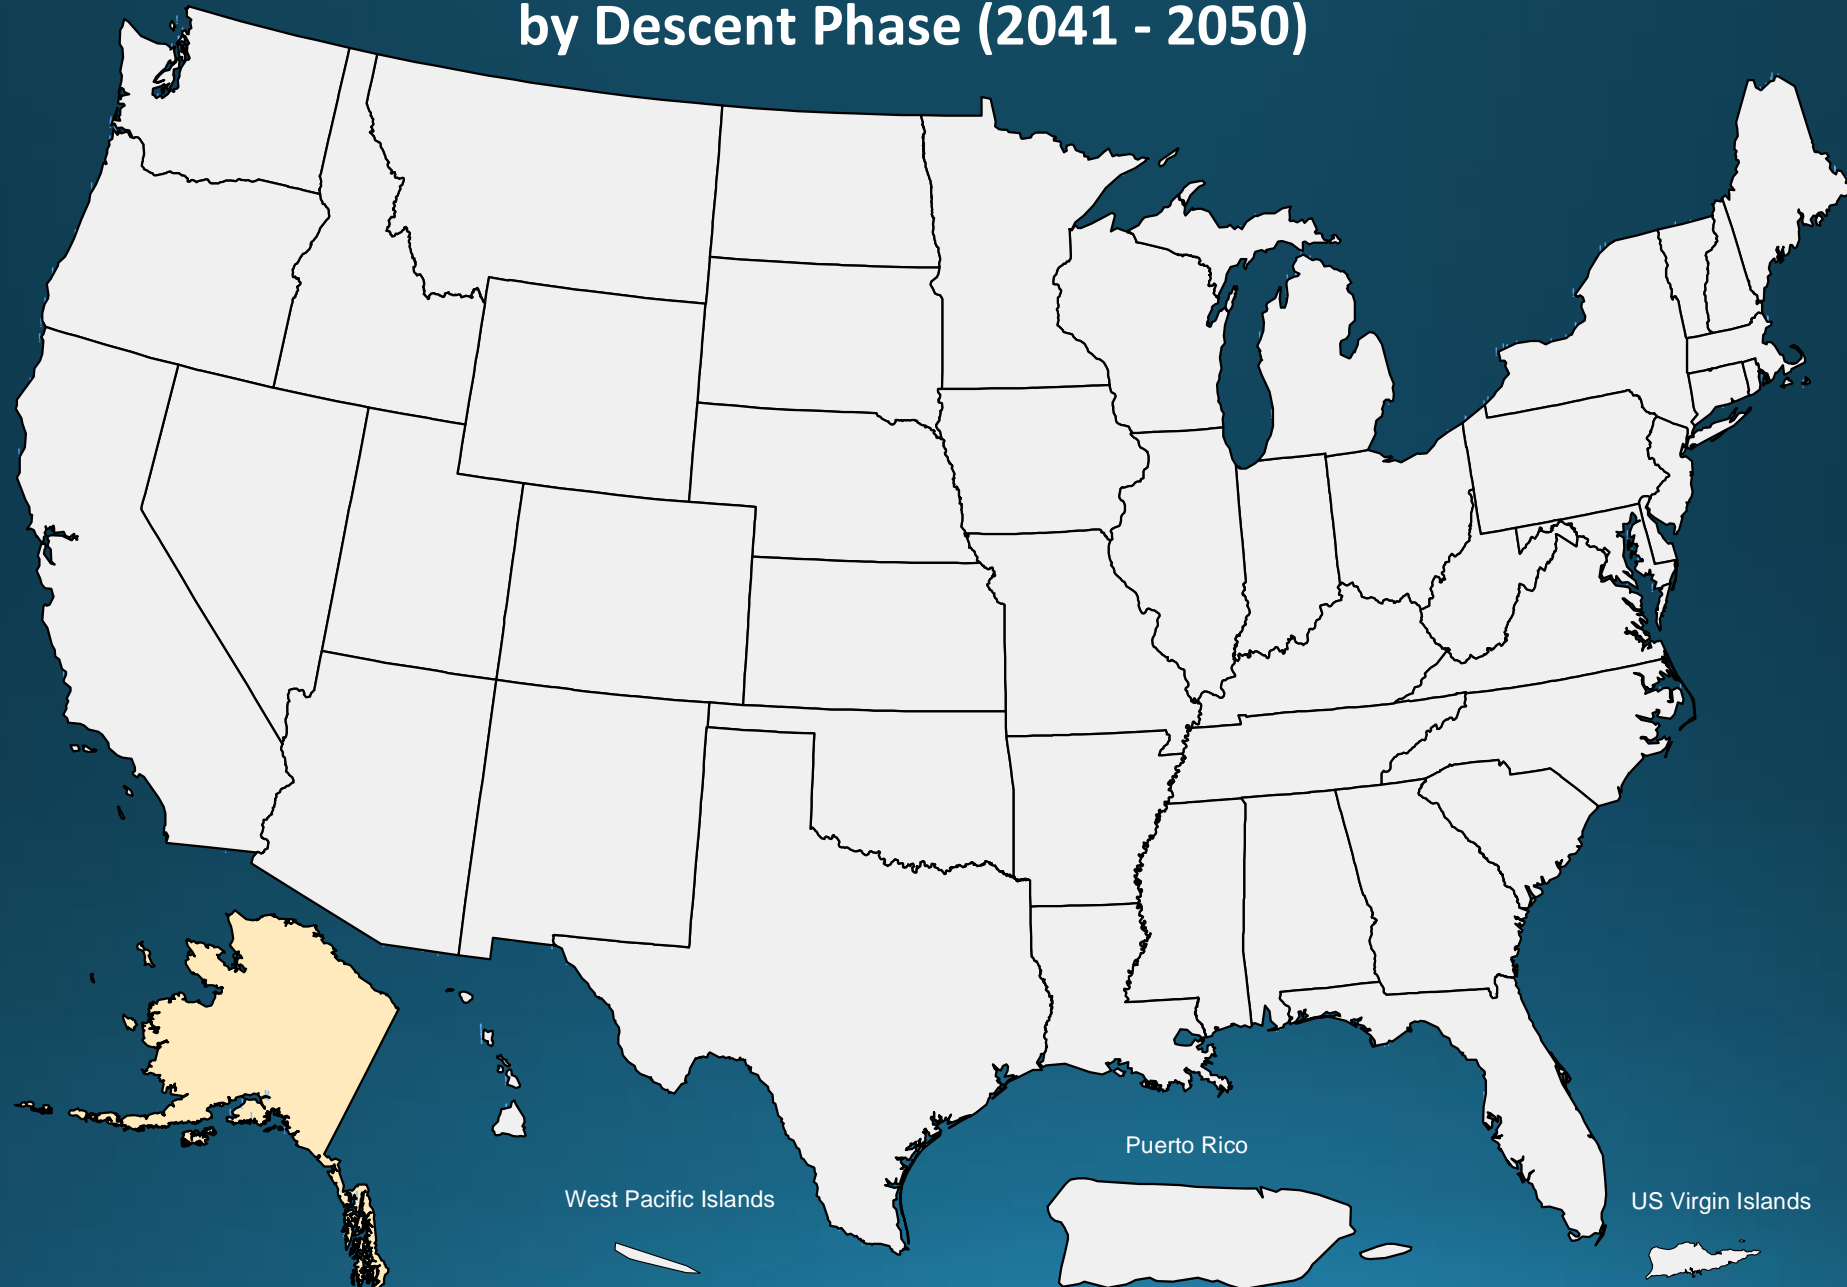 by Descent Phase (2041 - 2050)
Puerto Rico
West Pacific Islands
US Virgin Islands